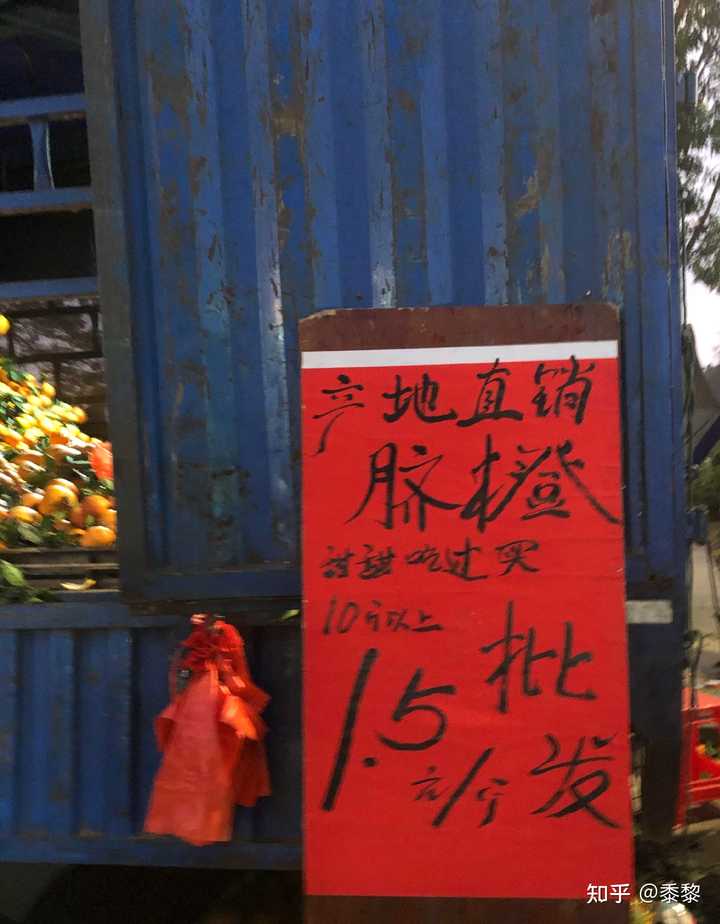 产地直销
脐橙
甜甜吃过买
10斤以上
批发
1.5元/斤
知乎 @黍黎